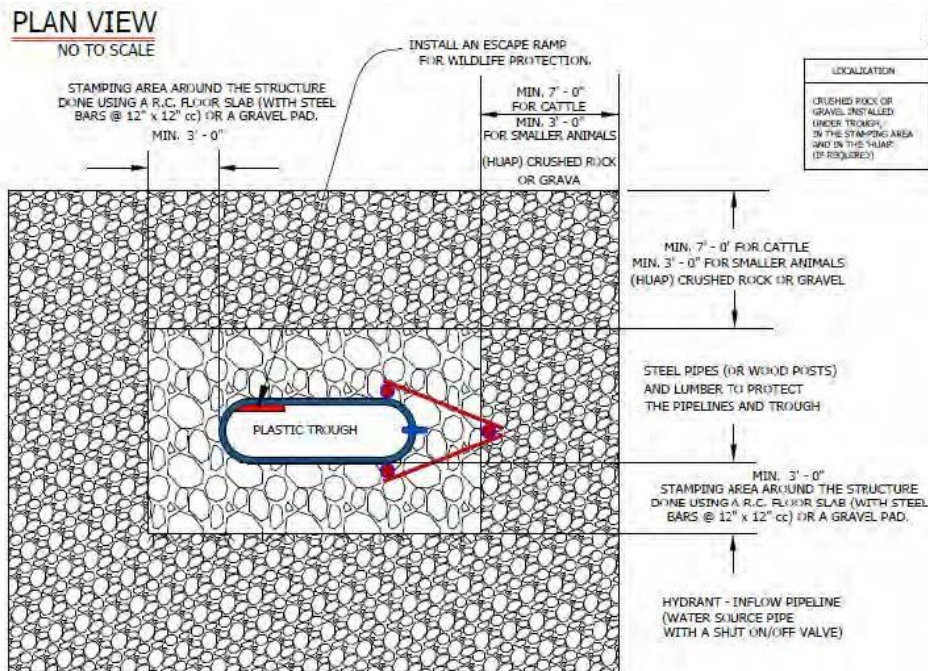 PLAN VIEW
NO TO SCALE
INSTALL AN ESCAPE RAMP
FOR WILDLIFE PROTECTION.
STAMPING AREA AROUND THE STRUCTURE
DONE USING A R.C. FLOOR SLAB (WITH STEEL
BARS @ 12" x 12" cc) OR A GRAVEL PAD.
MIN. 3' - 0"
MIN. 7' - 0"
FOR CATTLE
MIN. 3' - 0"
FOR SMALLER ANIMALS
(HUAP) CRUSHED ROCK
OR GRAVA
LOCALIZATION
CRUSHED ROCK OR
GRAVEL INSTALLED
UNDER TROUGH,
IN THE STAMPING AREA
AND IN THE 'HUAP'
(IF REQUIRED)
MIN. 7' - 0' FOR CATTLE
MIN. 3' - 0" FOR SMALLER ANIMALS
(HUAP) CRUSHED ROCK OR GRAVEL
STEEL PIPES (OR WOOD POSTS)
AND LUMBER TO PROTECT
THE PIPELINES AND TROUGH
PLASTIC TROUGH
MIN. 3' - 0"
STAMPING AREA AROUND THE STRUCTURE
DONE USING A R.C. FLOOR SLAB (WITH STEEL
BARS @ 12" x 12" cc) OR A GRAVEL PAD.
HYDRANT - INFLOW PIPELINE
(WATER SOURCE PIPE
WITH A SHUT ON/OFF VALVE)